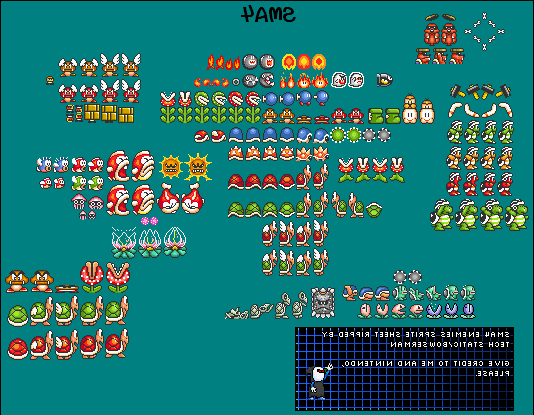 SMA4
SMA4 ENEMIES SPRITE SHEET RIPPED BY
TECH-STATIC/BOWSERMAN
GIVE CREDIT TO ME AND NINTENDO,
PLEASE.